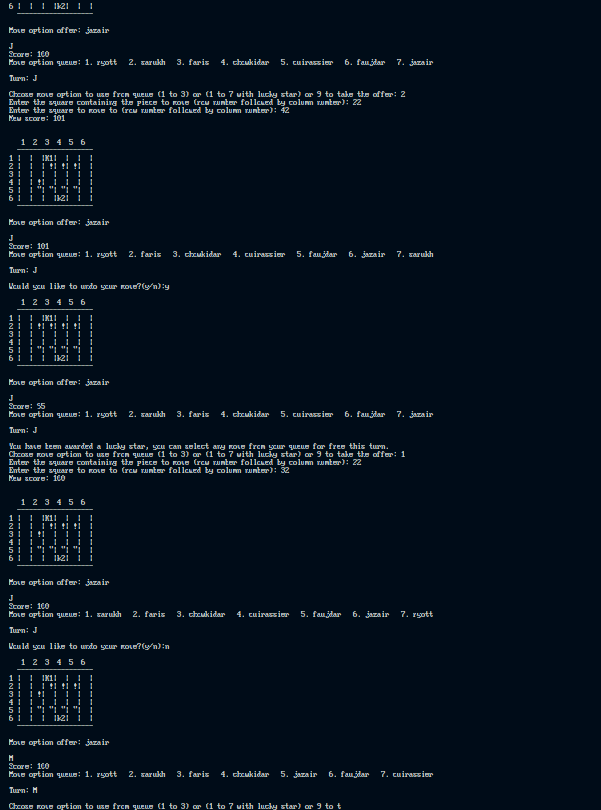 6 |  |  |  |k2|  |  |
Move option offer: jazair
J
Score: 100
Move option queue: 1. ryott   2. sarukh   3. faris   4. chowkidar   5. cuirassier   6. faujdar   7. jazair
Turn: J
Choose move option to use from queue (1 to 3) or (1 to 7 with lucky star) or 9 to take the offer: 2
Enter the square containing the piece to move (row number followed by column number): 22
Enter the square to move to (row number followed by column number): 42
New score: 101
1  2  3  4  5  6
1 |  |  |K1|  |  |  |
2 |  |  | !| !| !|  |
3 |  |  |  |  |  |  |
4 |  | !|  |  |  |  |
5 |  | "| "| "| "|  |
6 |  |  |  |k2|  |  |
Move option offer: jazair
J
Score: 101
Move option queue: 1. ryott   2. faris   3. chowkidar   4. cuirassier   5. faujdar   6. jazair   7. sarukh
Turn: J
Would you like to undo your move?(y/n):y
1  2  3  4  5  6
1 |  |  |K1|  |  |  |
2 |  | !| !| !| !|  |
3 |  |  |  |  |  |  |
4 |  |  |  |  |  |  |
5 |  | "| "| "| "|  |
6 |  |  |  |k2|  |  |
Move option offer: jazair
J
Score: 95
Move option queue: 1. ryott   2. sarukh   3. faris   4. chowkidar   5. cuirassier   6. faujdar   7. jazair
Turn: J
You have been awarded a lucky star, you can select any move from your queue for free this turn.
Choose move option to use from queue (1 to 3) or (1 to 7 with lucky star) or 9 to take the offer: 1
Enter the square containing the piece to move (row number followed by column number): 22
Enter the square to move to (row number followed by column number): 32
New score: 100
1  2  3  4  5  6
1 |  |  |K1|  |  |  |
2 |  |  | !| !| !|  |
3 |  | !|  |  |  |  |
4 |  |  |  |  |  |  |
5 |  | "| "| "| "|  |
6 |  |  |  |k2|  |  |
Move option offer: jazair
J
Score: 100
Move option queue: 1. sarukh   2. faris   3. chowkidar   4. cuirassier   5. faujdar   6. jazair   7. ryott
Turn: J
Would you like to undo your move?(y/n):n
1  2  3  4  5  6
1 |  |  |K1|  |  |  |
2 |  |  | !| !| !|  |
3 |  | !|  |  |  |  |
4 |  |  |  |  |  |  |
5 |  | "| "| "| "|  |
6 |  |  |  |k2|  |  |
Move option offer: jazair
M
Score: 100
Move option queue: 1. ryott   2. sarukh   3. faris   4. chowkidar   5. jazair   6. faujdar   7. cuirassier
Turn: M
Choose move option to use from queue (1 to 3) or (1 to 7 with lucky star) or 9 to t